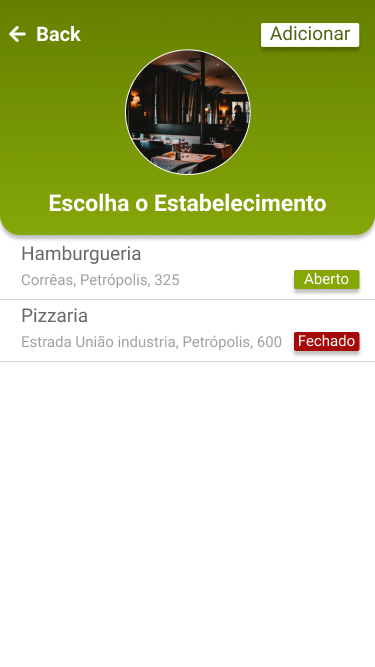 Back
Adicionar
Escolha o Estabelecimento
Hamburgueria
Corrêas, Petrópolis, 325
Aberto
Pizzaria
Estrada União industria, Petrópolis, 600
Fechado